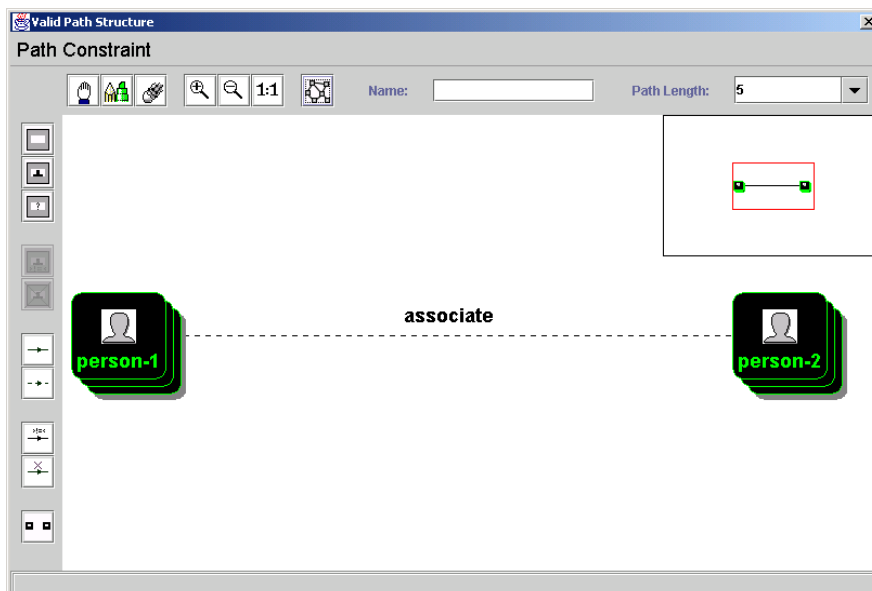 Valid Path Structure
Path Constraint
1:1 Name: Path Length: 5
?
associate
person-1 person-2